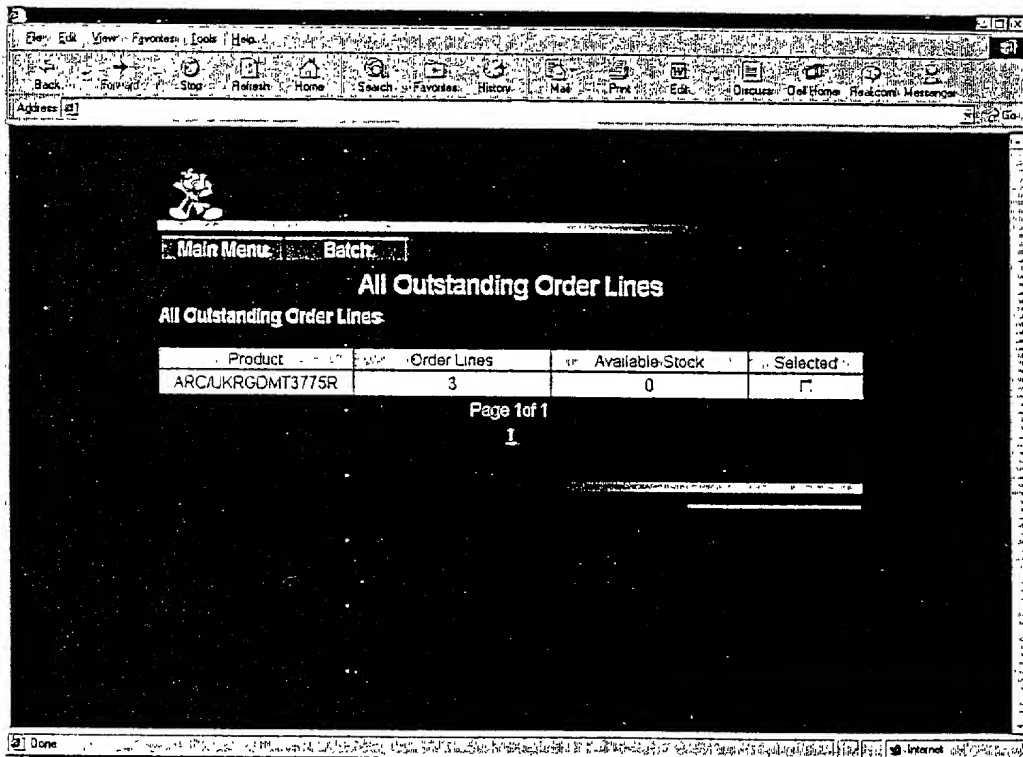 File Edit View Favorites Tools Help
Back Forward Stop Refresh Home Search Favorites History Mail Print Edit Discuss Dell Home Realcom Messenger
Address Go
Main Menu Batch
All Outstanding Order Lines
All Outstanding Order Lines
Product Order Lines Available Stock Selected
ARC/UKRGDMT3775R 3 0
Page 1of 1
1
Done Internet